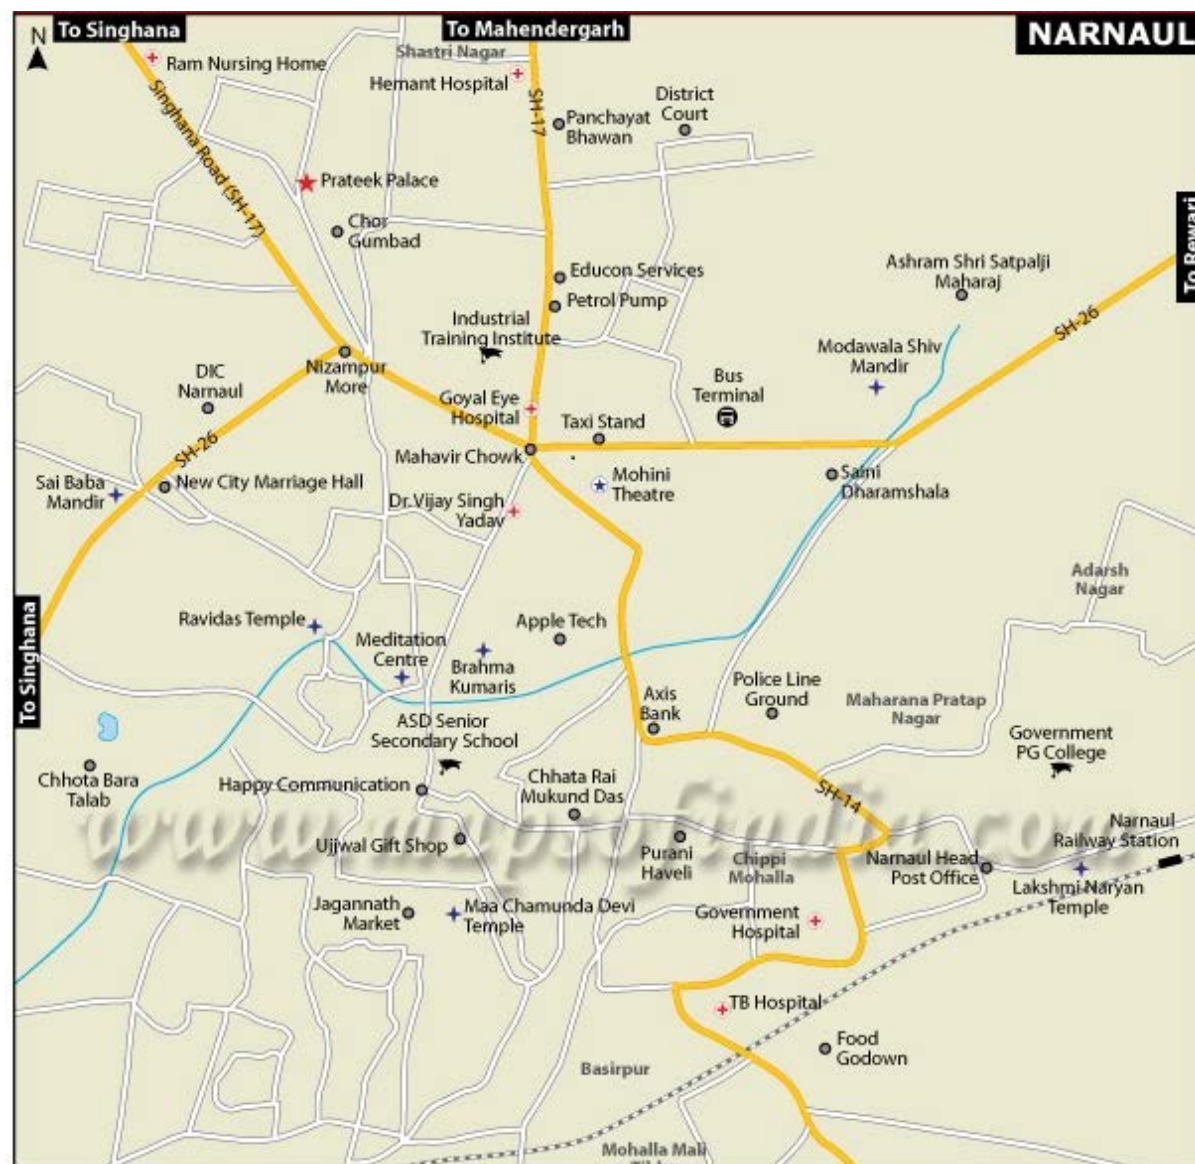 To Singhana
To Mahendergarh
NARNAUL
N
Shastri Nagar
Ram Nursing Home
Hemant Hospital
District
Court
Singhana Road (SH-17)
SH-17
Panchayat
Bhawan
Prateek Palace
To Rewari
Chor
Gumbad
Educon Services
Ashram Shri Satpalji
Maharaj
Petrol Pump
Industrial
Training Institute
SH-26
Modawala Shiv
Mandir
Nizampur
More
DIC
Narnaul
Bus
Terminal
Goyal Eye
Hospital
Taxi Stand
SH-26
Mahavir Chowk
Sai Baba
Mandir
New City Marriage Hall
Mohini
Theatre
Saini
Dharamshala
Dr. Vijay Singh
Yadav
Adarsh
Nagar
To Singhana
Ravidas Temple
Meditation
Centre
Apple Tech
Brahma
Kumaris
Axis
Bank
Police Line
Ground
Maharana Pratap
Nagar
ASD Senior
Secondary School
Government
PG College
Chhota Bara
Talab
Happy Communication
Chhata Rai
Mukund Das
SH-14
www.mapsofindia.com
Narnaul
Railway Station
Ujjwal Gift Shop
Purani
Haveli
Chippi
Mohalla
Narnaul Head
Post Office
Lakshmi Naryan
Temple
Jagannath
Market
Maa Chamunda Devi
Temple
Government
Hospital
TB Hospital
Food
Godown
Basirpur
Mohalla Mali